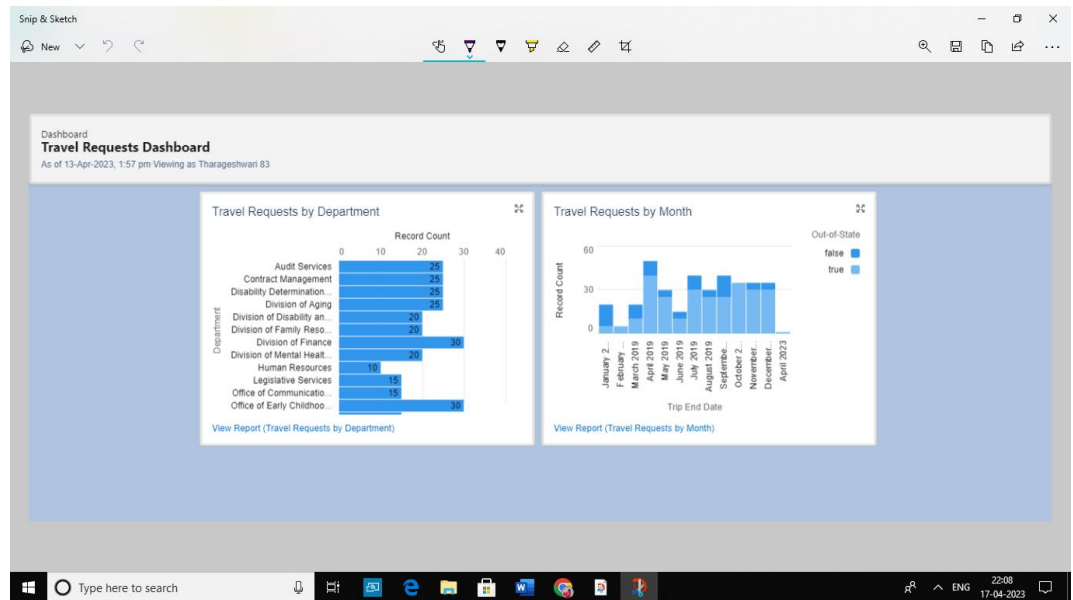 Snip & Sketch
New
Dashboard
Travel Requests Dashboard
As of 13-Apr-2023, 1:57 pm·Viewing as Tharageshwari 83
Travel Requests by Department
Record Count
0 10 20 30 40
Department
Audit Services 25
Contract Management 25
Disability Determination... 25
Division of Aging 25
Division of Disability an... 20
Division of Family Reso... 20
Division of Finance 30
Division of Mental Healt... 20
Human Resources 10
Legislative Services 15
Office of Communicatio... 15
Office of Early Childhoo... 30
View Report (Travel Requests by Department)
Travel Requests by Month
Out-of-State
false
true
Record Count
60
30
0
January 2...
February ...
March 2019
April 2019
May 2019
June 2019
July 2019
August 2019
Septembe...
October 2...
November...
December...
April 2023
Trip End Date
View Report (Travel Requests by Month)
Type here to search
ENG
22:08
17-04-2023